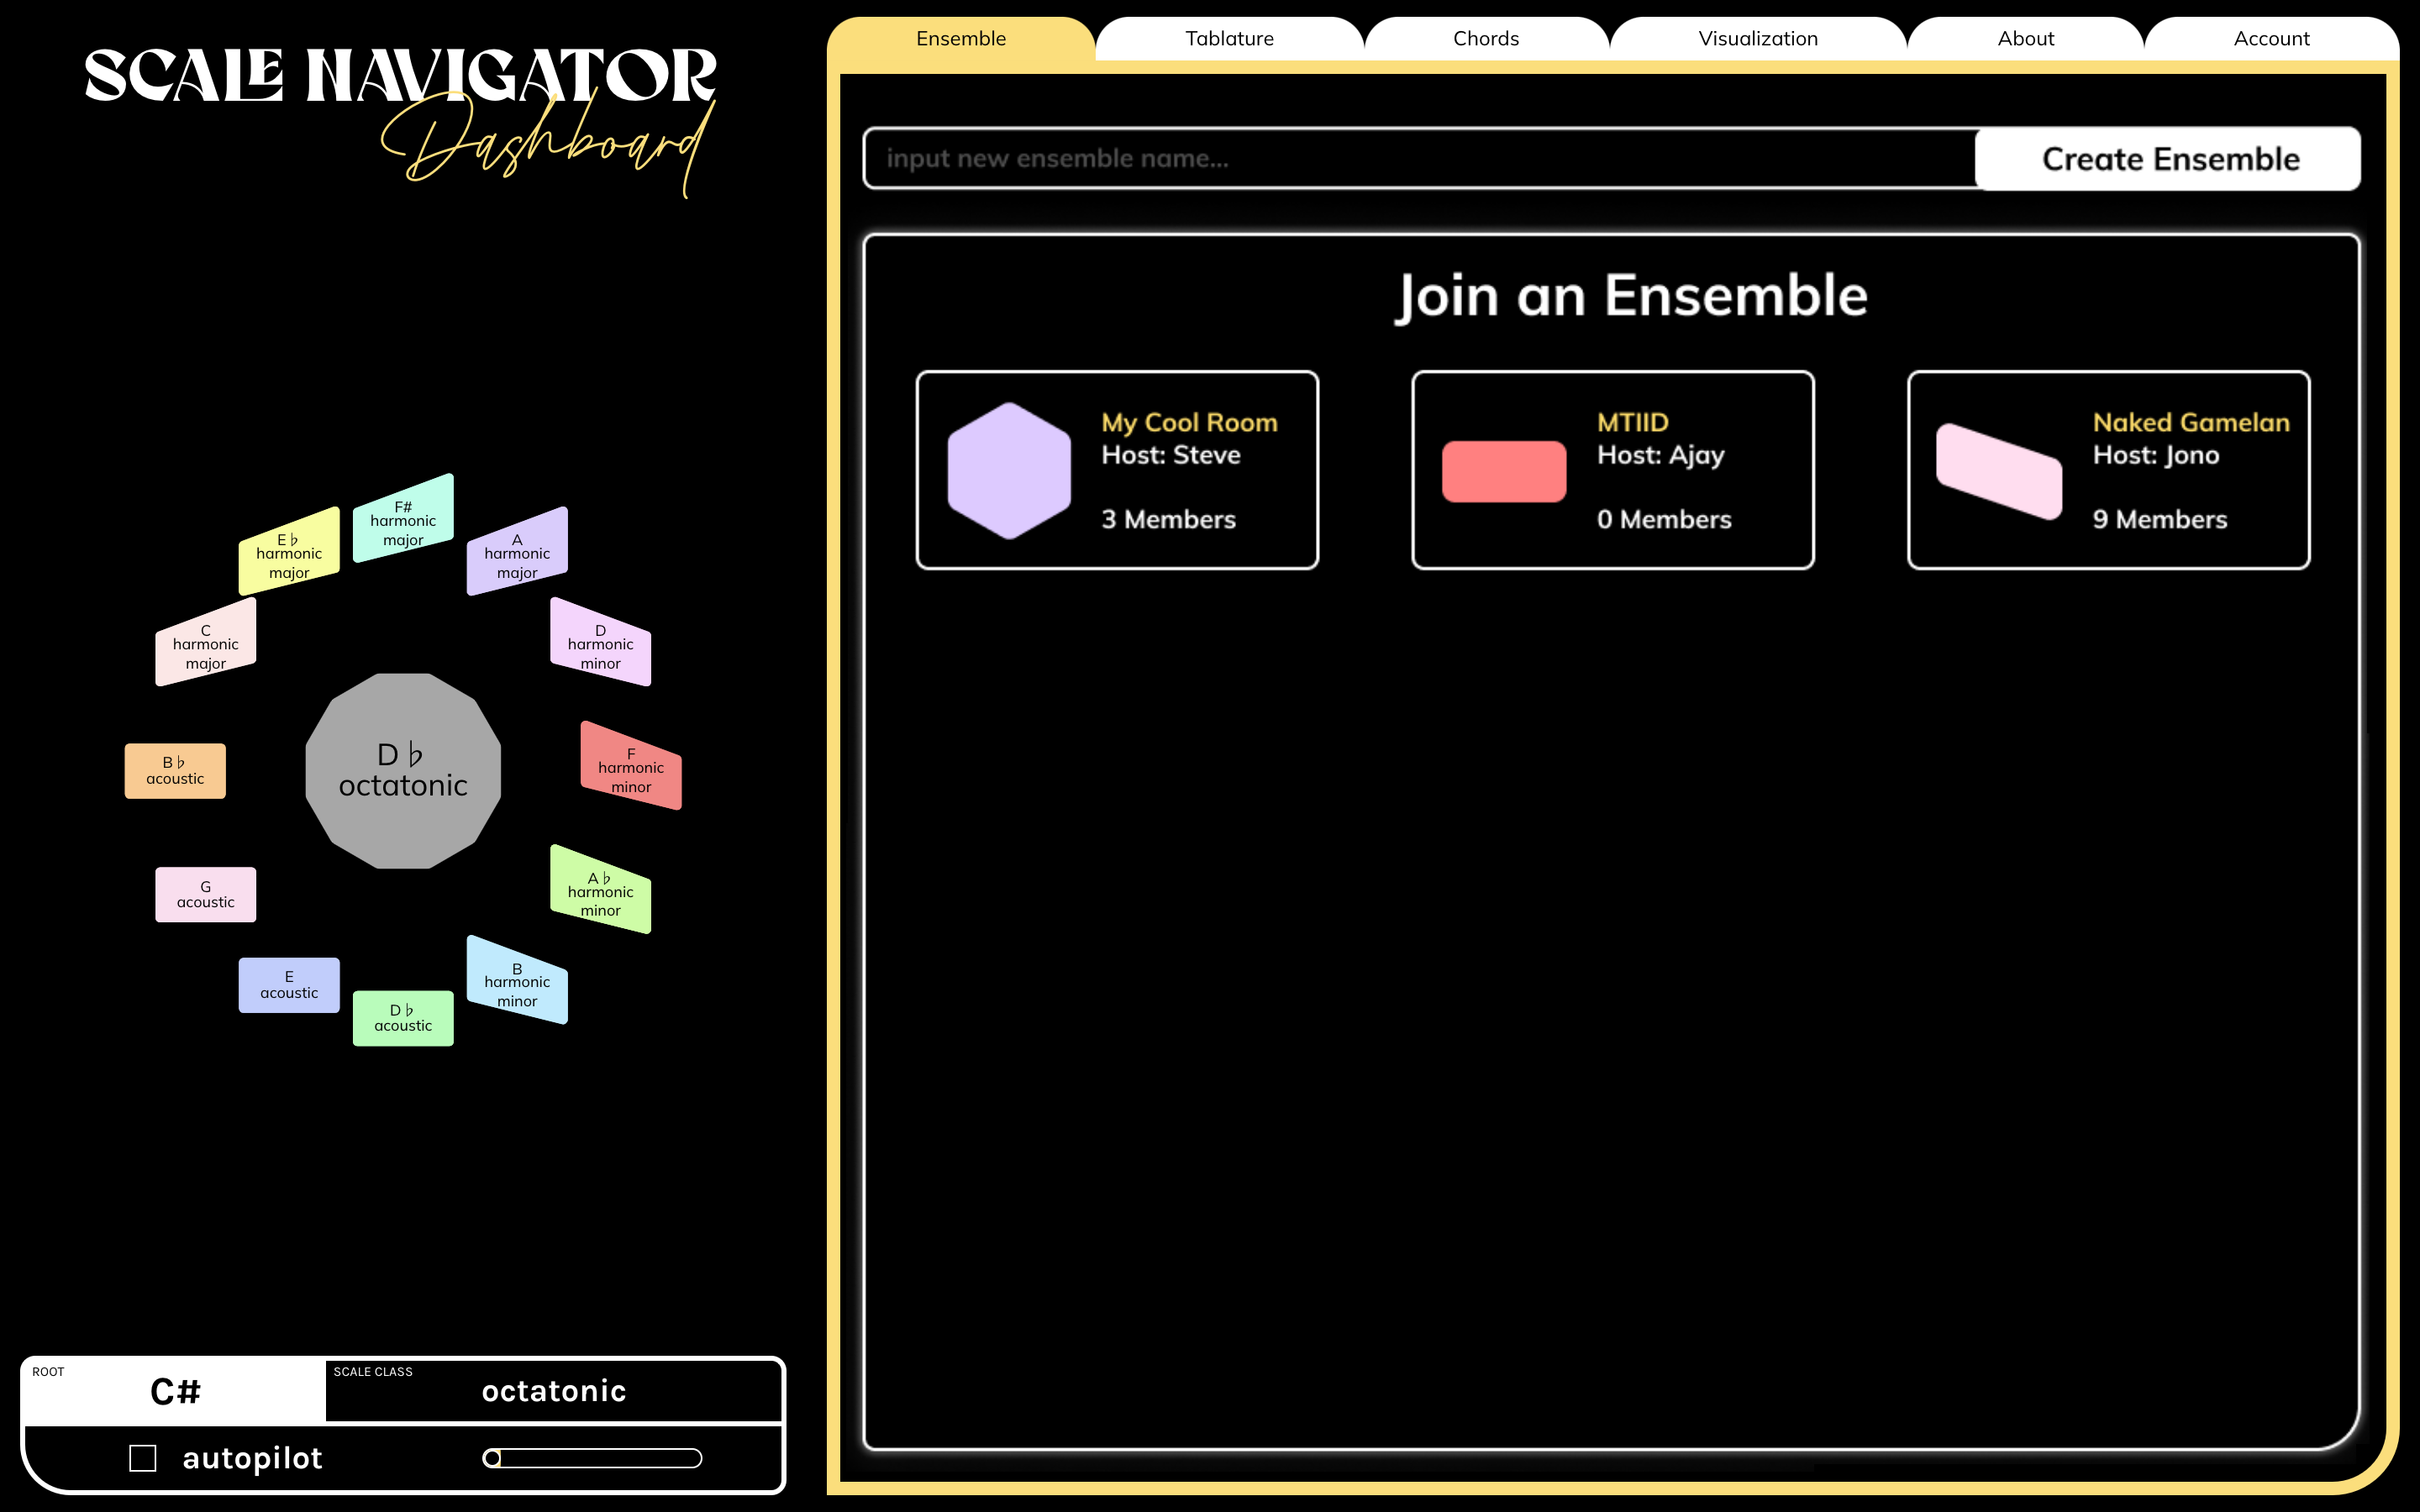 SCALE NAVIGATOR
Dashboard
Ensemble
Tablature
Chords
Visualization
About
Account
input new ensemble name...
Create Ensemble
Join an Ensemble
My Cool Room
Host: Steve
3 Members
MTIID
Host: Ajay
0 Members
Naked Gamelan
Host: Jono
9 Members
F#
harmonic
major
E♭
harmonic
major
A
harmonic
major
C
harmonic
major
D
harmonic
minor
B♭
acoustic
D♭
octatonic
F
harmonic
minor
G
acoustic
A♭
harmonic
minor
E
acoustic
B
harmonic
minor
D♭
acoustic
ROOT
C#
SCALE CLASS
octatonic
autopilot